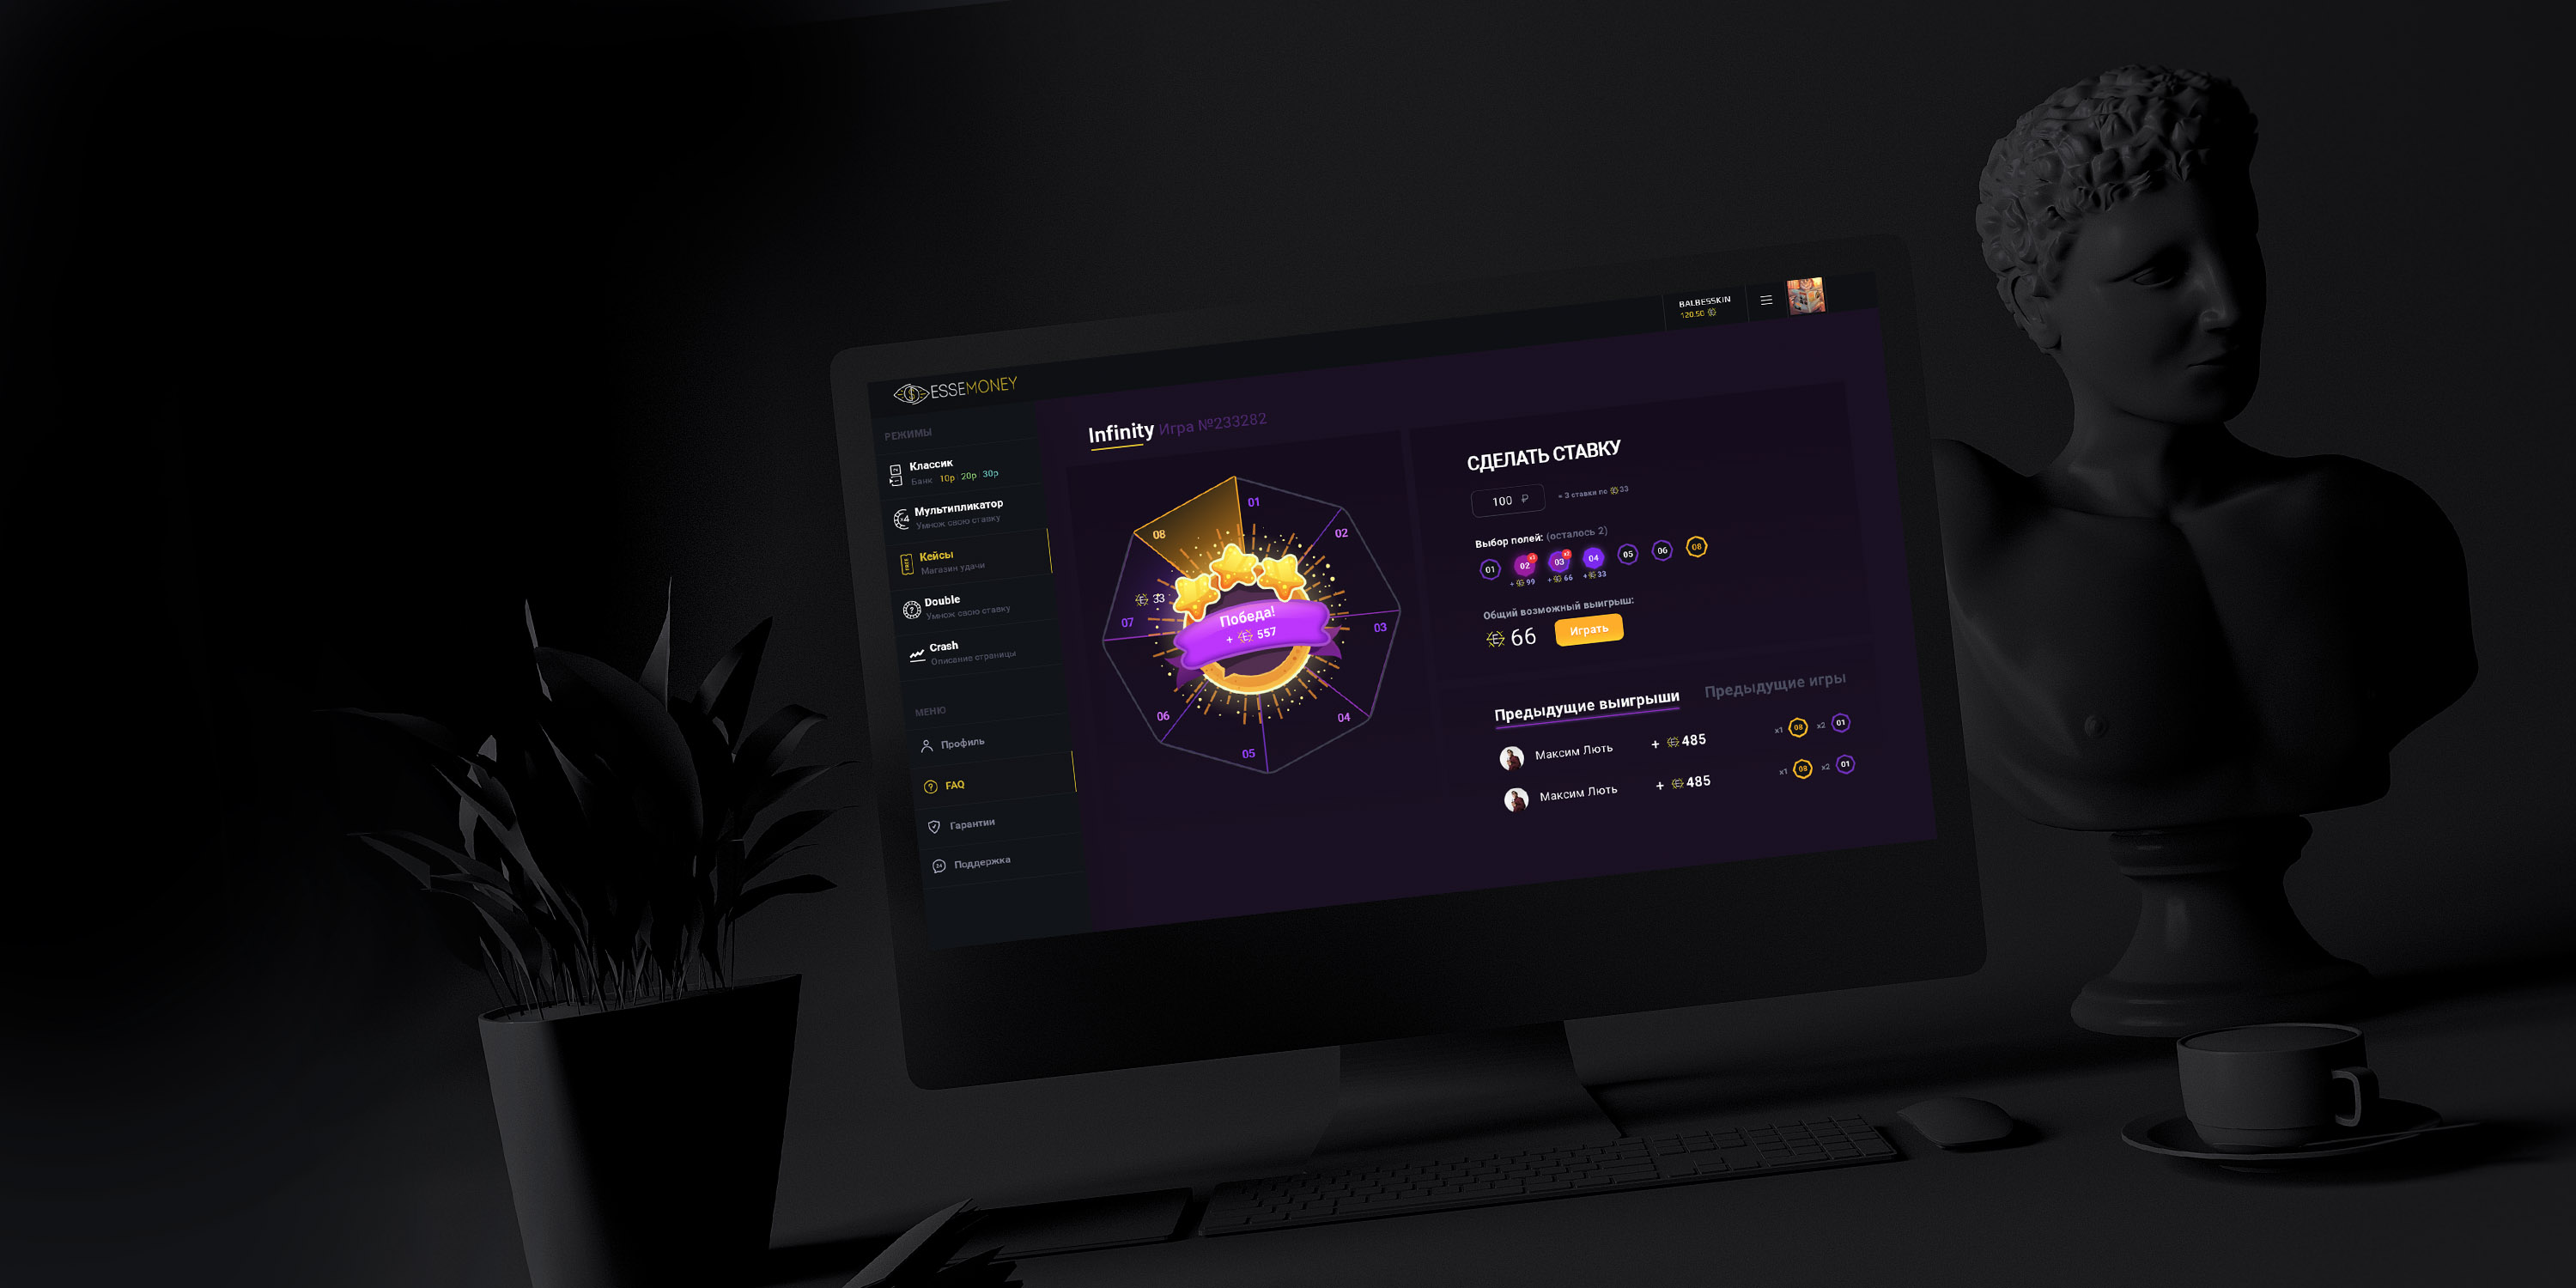 BALBESSKIN
120.50
ESSEMONEY
РЕЖИМЫ
Классик
Банк 10р 20р 30р
x4
Мультипликатор
Умнож свою ставку
FREE
Кейсы
Магазин удачи
Double
Умнож свою ставку
Crash
Описание страницы
МЕНЮ
Профиль
FAQ
Гарантии
Поддержка
Infinity Игра №233282
01
02
03
04
05
06
07
08
33
Победа!
+ 557
СДЕЛАТЬ СТАВКУ
100 ₽ = 3 ставки по 33
Выбор полей: (осталось 2)
01 02 x3 03 x2 04 05 06 08
+ 99 + 66 + 33
Общий возможный выигрыш:
66 Играть
Предыдущие выигрыши Предыдущие игры
Максим Лють + 485 x1 08 x2 01
Максим Лють + 485 x1 08 x2 01